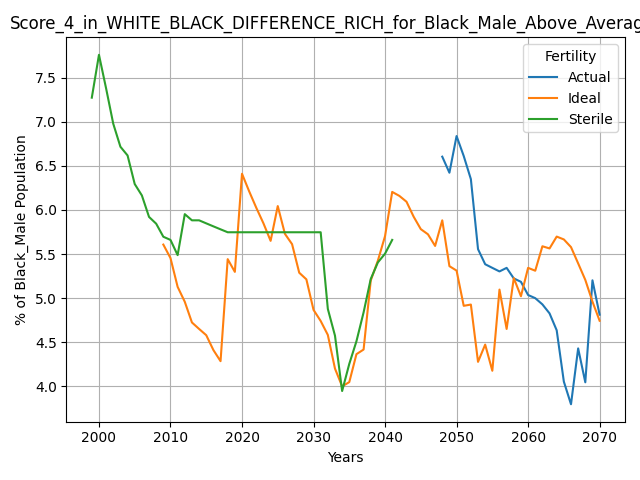 Score_4_in_WHITE_BLACK_DIFFERENCE_RICH_for_Black_Male_Above_Averag
Fertility
Actual
Ideal
Sterile
% of Black_Male Population
7.5
7.0
6.5
6.0
5.5
5.0
4.5
4.0
2000 2010 2020 2030 2040 2050 2060 2070
Years